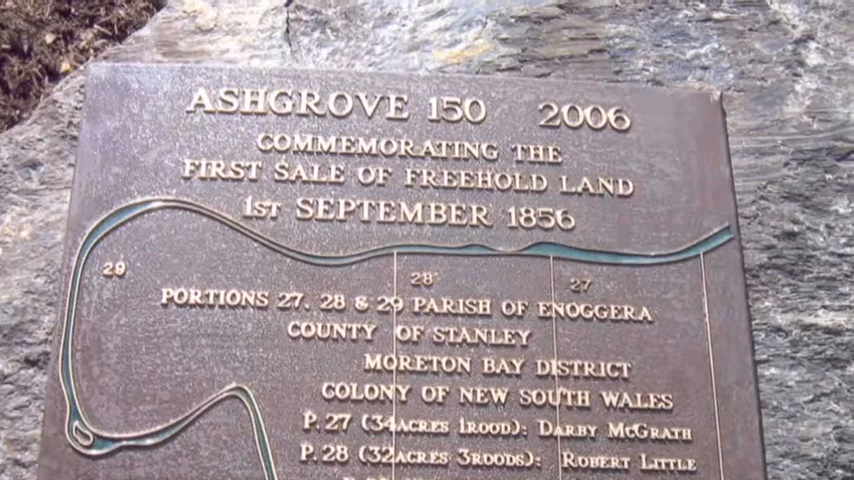 ASHGROVE 150 2006
COMMEMORATING THE
FIRST SALE OF FREEHOLD LAND
1ST SEPTEMBER 1856
29
28
27
PORTIONS 27, 28 & 29 PARISH OF ENOGGERA
COUNTY OF STANLEY
MORETON BAY DISTRICT
COLONY OF NEW SOUTH WALES
P.27 (34ACRES 1ROOD): DARBY MCGRATH
P.28 (32ACRES 3ROODS): ROBERT LITTLE